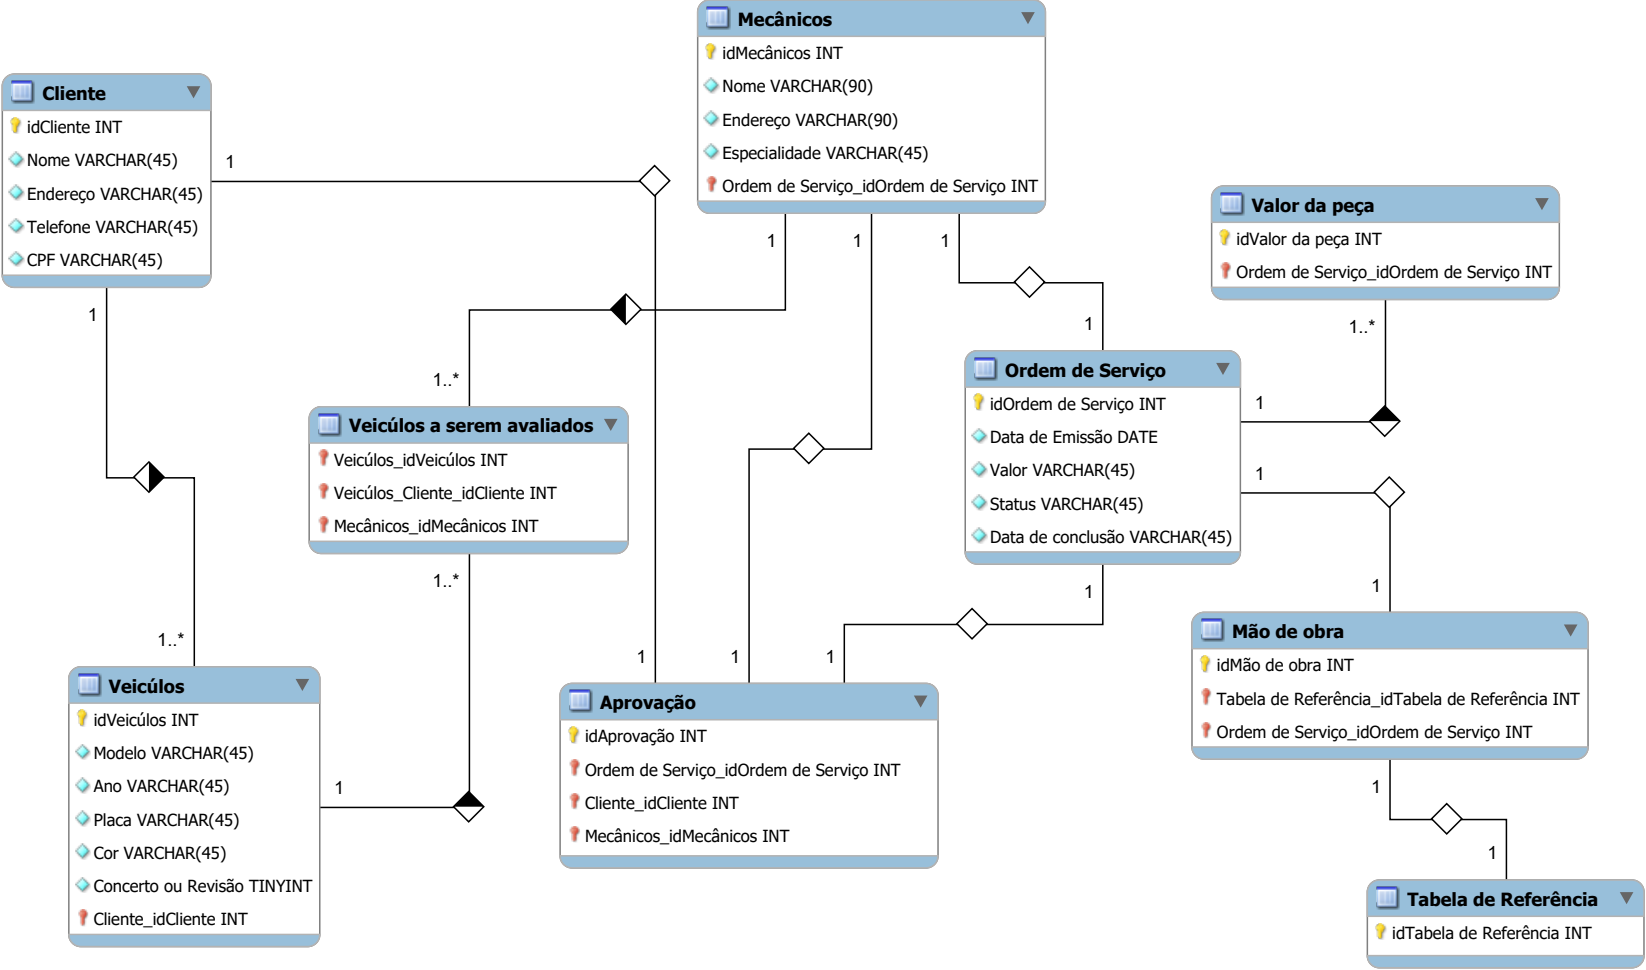 Mecânicos
idMecânicos INT
Nome VARCHAR(90)
Endereço VARCHAR(90)
Especialidade VARCHAR(45)
Ordem de Serviço_idOrdem de Serviço INT
Cliente
idCliente INT
Nome VARCHAR(45)
Endereço VARCHAR(45)
Telefone VARCHAR(45)
CPF VARCHAR(45)
1
1
1
1
1
1
Valor da peça
idValor da peça INT
Ordem de Serviço_idOrdem de Serviço INT
1..*
Ordem de Serviço
idOrdem de Serviço INT
Data de Emissão DATE
Valor VARCHAR(45)
Status VARCHAR(45)
Data de conclusão VARCHAR(45)
1
1
1
1..*
Veicúlos a serem avaliados
Veicúlos_idVeicúlos INT
Veicúlos_Cliente_idCliente INT
Mecânicos_idMecânicos INT
1..*
1..*
1
1
1
1
Veicúlos
idVeicúlos INT
Modelo VARCHAR(45)
Ano VARCHAR(45)
Placa VARCHAR(45)
Cor VARCHAR(45)
Concerto ou Revisão TINYINT
Cliente_idCliente INT
1
Aprovação
idAprovação INT
Ordem de Serviço_idOrdem de Serviço INT
Cliente_idCliente INT
Mecânicos_idMecânicos INT
Mão de obra
idMão de obra INT
Tabela de Referência_idTabela de Referência INT
Ordem de Serviço_idOrdem de Serviço INT
1
1
Tabela de Referência
idTabela de Referência INT